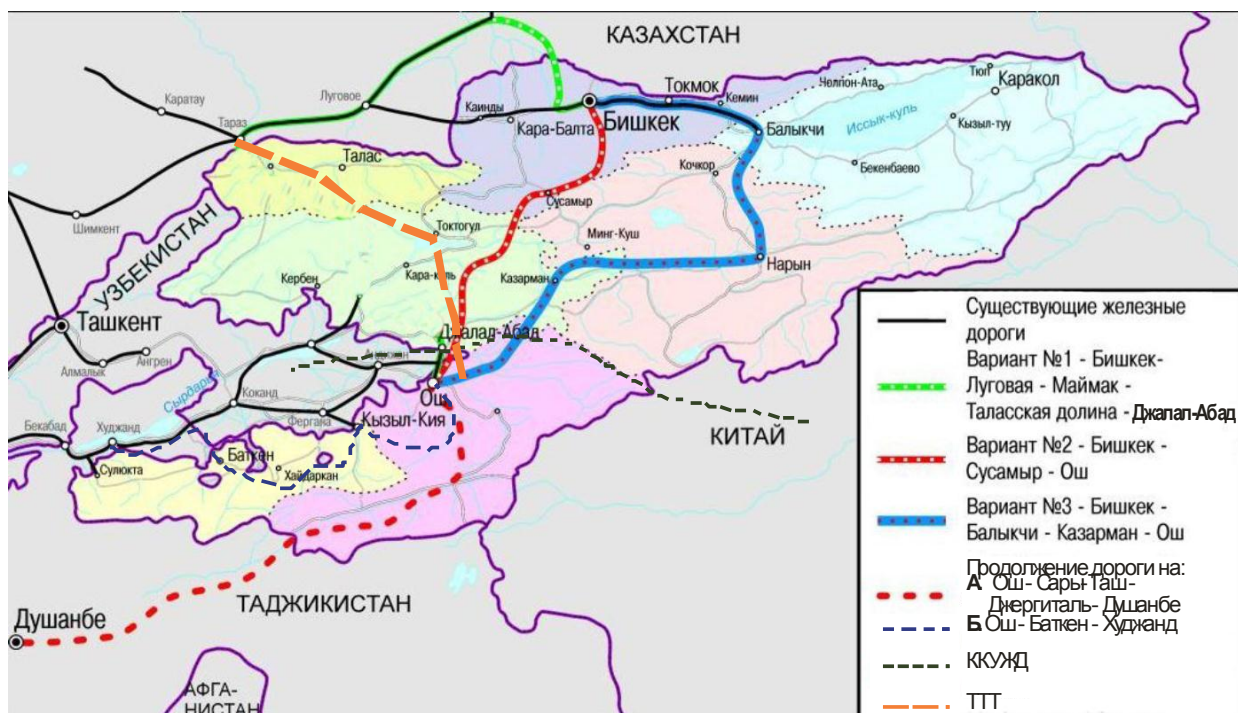 КАЗАХСТАН
Каратау
Луговое
Каинды
Токмок
Кемин
Чолпон-Ата
Тюп
Каракол
Тараз
Кара-Балта
Бишкек
Балыкчи
Иссык-куль
Кызыл-туу
Талас
Кочкор
Бекенбаево
Сусамыр
Шимкент
Токтогул
Минг-Куш
УЗБЕКИСТАН
Кербен
Кара-куль
Казарман
Нарын
Ташкент
Джалал-Абад
Ангрен
Андижан
Алмалык
Сырдария
Коканд
Ош
Бекабад
Худжанд
Фергана
Кызыл-Кия
КИТАЙ
Баткен
Сулюкта
Хайдаркан
ТАДЖИКИСТАН
Душанбе
АФГА-
НИСТАН
Существующие железные
дороги
Вариант №1 - Бишкек-
Луговая - Маймак -
Таласская долина - Джалал-Абад
Вариант №2 - Бишкек -
Сусамыр - Ош
Вариант №3 - Бишкек -
Балыкчи - Казарман - Ош
Продолжение дороги на:
А. Ош - Сары-Таш -
Джергиталь - Душанбе
Б. Ош - Баткен - Худжанд
ККУЖД
ТТТ